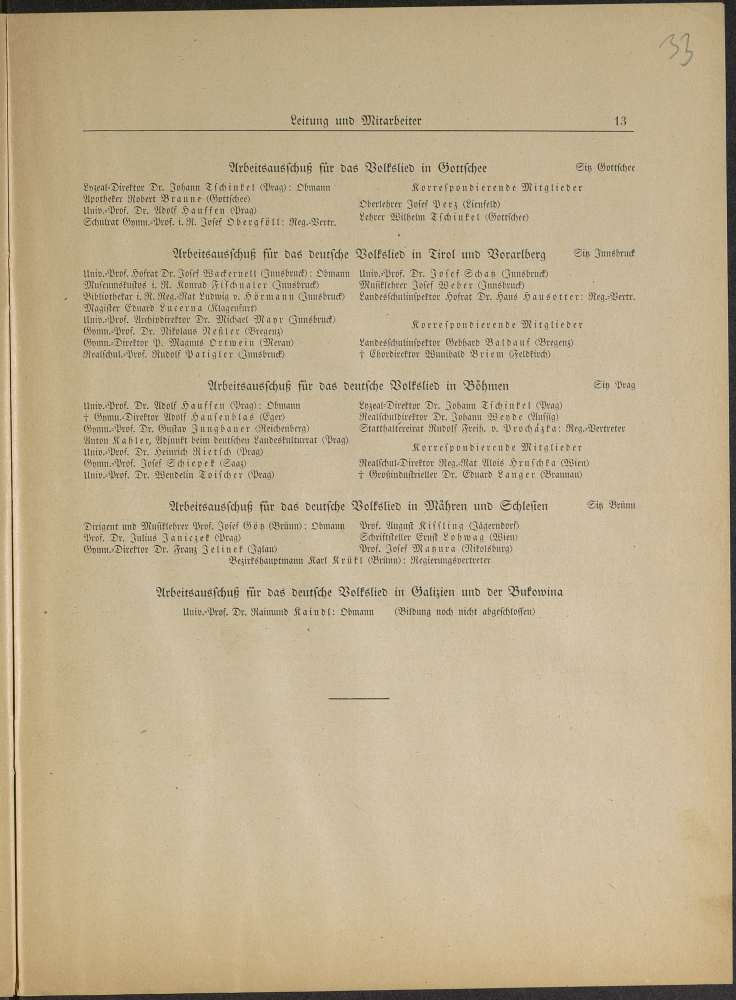 33
Leitung und Mitarbeiter 13
Arbeitsausschuß für das Volkslied in Gottschee Sitz Gottschee
Lyzeal-Direktor Dr. Johann Tschinkel (Prag): Obmann
Apotheker Robert Braune (Gottschee)
Univ.-Prof. Dr. Adolf Hauffen (Prag)
Schulrat Gymn.-Prof. i. R. Josef Obergföll: Reg.-Vertr.
Korrespondierende Mitglieder
Oberlehrer Josef Perz (Lienfeld)
Lehrer Wilhelm Tschinkel (Gottschee)
Arbeitsausschuß für das deutsche Volkslied in Tirol und Vorarlberg Sitz Innsbruck
Univ.-Prof. Hofrat Dr. Josef Wackernell (Innsbruck): Obmann
Museumskustos i. R. Konrad Fischnaler (Innsbruck)
Bibliothekar i. R. Reg.-Rat Ludwig v. Hörmann (Innsbruck)
Magister Eduard Lucerna (Klagenfurt)
Univ.-Prof. Archivdirektor Dr. Michael Mayr (Innsbruck)
Gymn.-Prof. Dr. Nikolaus Neßler (Bregenz)
Gymn.-Direktor P. Magnus Ortwein (Meran)
Realschul.-Prof. Rudolf Patigler (Innsbruck)
Univ.-Prof. Dr. Josef Schatz (Innsbruck)
Musiklehrer Josef Weber (Innsbruck)
Landesschulinspektor Hofrat Dr. Hans Hausotter: Reg.-Vertr.
Korrespondierende Mitglieder
Landesschulinspektor Gebhard Baldauf (Bregenz)
† Chordirektor Wunibald Briem (Feldkirch)
Arbeitsausschuß für das deutsche Volkslied in Böhmen Sitz Prag
Univ.-Prof. Dr. Adolf Hauffen (Prag): Obmann
† Gymn.-Direktor Adolf Hausenblas (Eger)
Gymn.-Prof. Dr. Gustav Jungbauer (Reichenberg)
Anton Kahler, Adjunkt beim deutschen Landeskulturrat (Prag)
Univ.-Prof. Dr. Heinrich Rietsch (Prag)
Gymn.-Prof. Josef Schiepek (Saaz)
Univ.-Prof. Dr. Wendelin Toischer (Prag)
Lyzeal-Direktor Dr. Johann Tschinkel (Prag)
Realschuldirektor Dr. Johann Weyde (Aussig)
Statthaltereirat Rudolf Freih. v. Procházka: Reg.-Vertreter
Korrespondierende Mitglieder
Realschul-Direktor Reg.-Rat Alois Hruschka (Wien)
† Großindustrieller Dr. Eduard Langer (Braunau)
Arbeitsausschuß für das deutsche Volkslied in Mähren und Schlesien Sitz Brünn
Dirigent und Musiklehrer Prof. Josef Götz (Brünn): Obmann
Prof. Dr. Julius Janiczek (Prag)
Gymn.-Direktor Dr. Franz Jelinek (Iglau)
Prof. August Kißling (Jägerndorf)
Schriftsteller Ernst Lohwag (Wien)
Prof. Josef Matzura (Nikolsburg)
Bezirkshauptmann Karl Krükl (Brünn): Regierungsvertreter
Arbeitsausschuß für das deutsche Volkslied in Galizien und der Bukowina
Univ.-Prof. Dr. Raimund Kaindl: Obmann (Bildung noch nicht abgeschlossen)